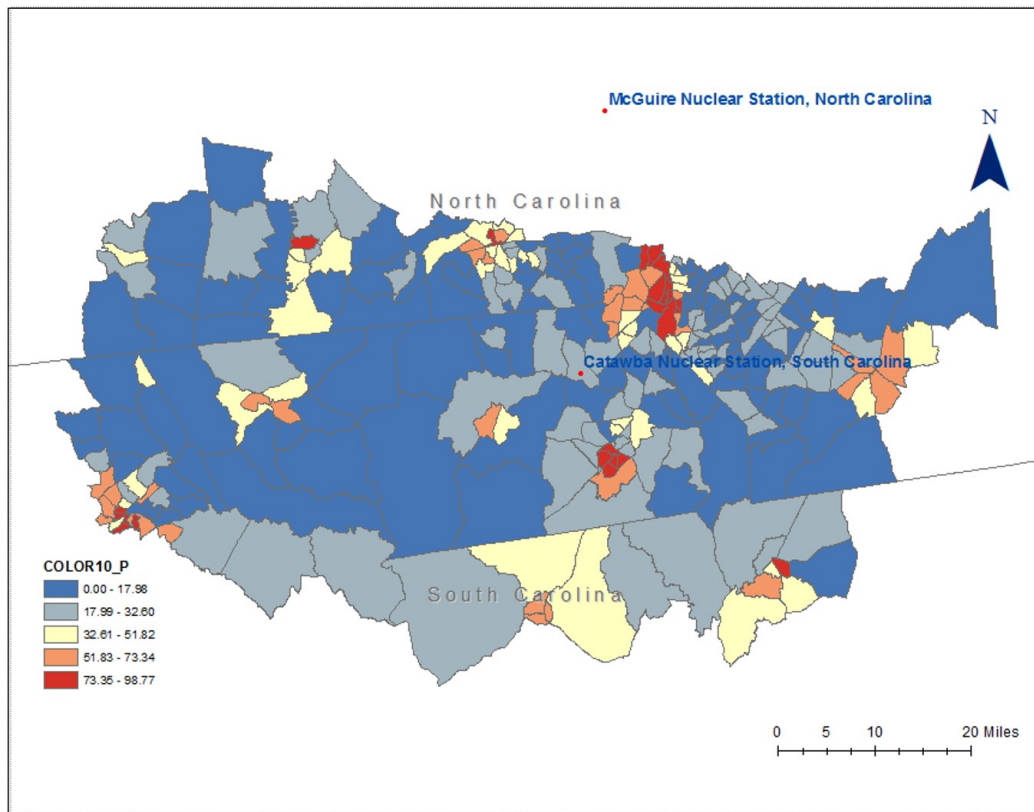 McGuire Nuclear Station, North Carolina
N
North Carolina
Catawba Nuclear Station, South Carolina
COLOR10_P
0.00 - 17.98
17.99 - 32.60
South Carolina
32.61 - 51.82
51.83 - 73.34
73.35 - 98.77
0 5 10 20 Miles